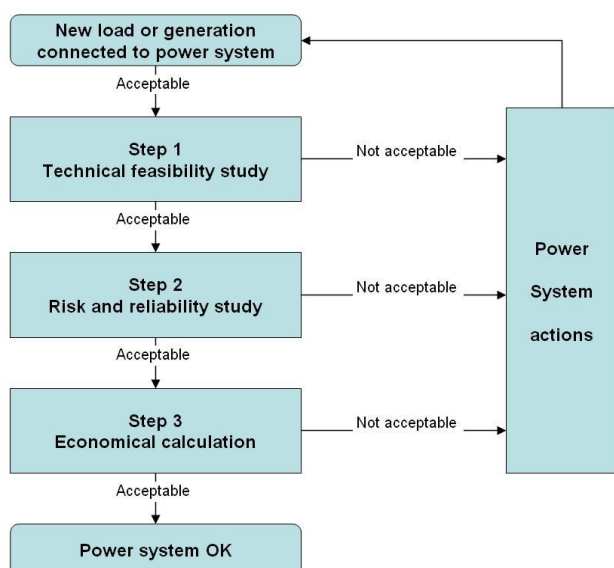 New load or generation
connected to power system
Acceptable
Step 1
Technical feasibility study
Not acceptable
Acceptable
Step 2
Risk and reliability study
Not acceptable
Acceptable
Step 3
Economical calculation
Not acceptable
Acceptable
Power system OK
Power
System
actions